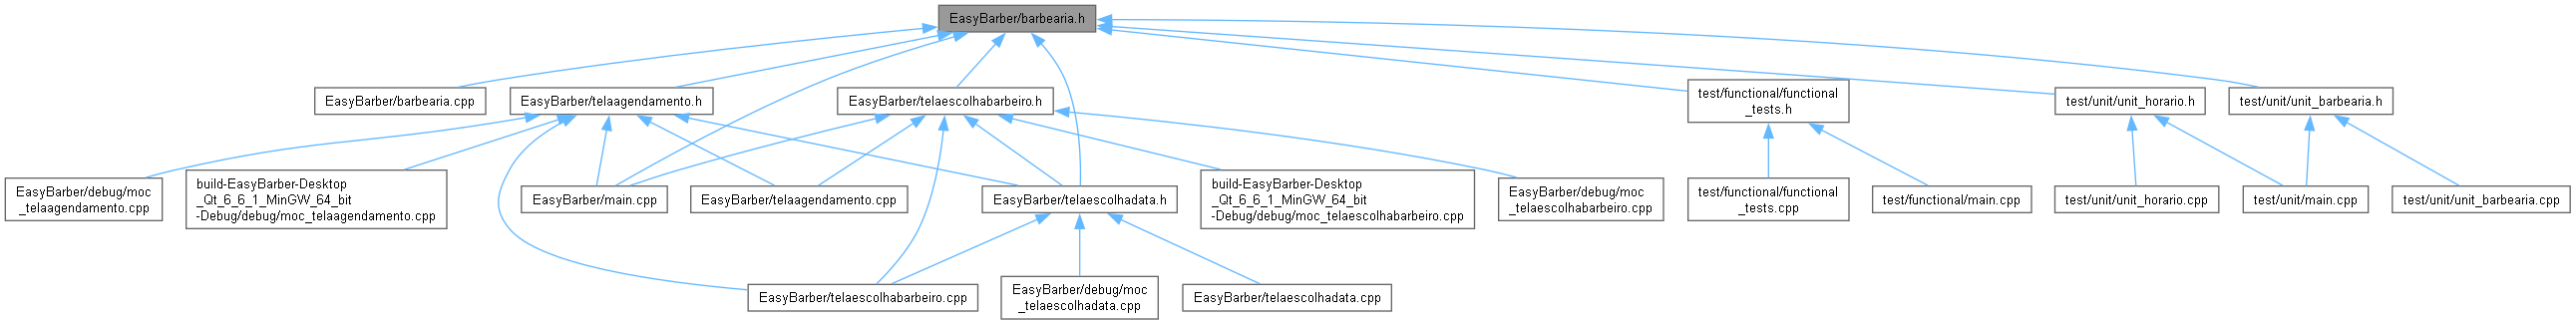 EasyBarber/barbearia.h
EasyBarber/barbearia.cpp
EasyBarber/telaagendamento.h
EasyBarber/telaescolhabarbeiro.h
test/functional/functional
_tests.h
test/unit/unit_horario.h
test/unit/unit_barbearia.h
EasyBarber/debug/moc
_telaagendamento.cpp
build-EasyBarber-Desktop
_Qt_6_6_1_MinGW_64_bit
-Debug/debug/moc_telaagendamento.cpp
EasyBarber/main.cpp
EasyBarber/telaagendamento.cpp
EasyBarber/telaescolhadata.h
build-EasyBarber-Desktop
_Qt_6_6_1_MinGW_64_bit
-Debug/debug/moc_telaescolhabarbeiro.cpp
EasyBarber/debug/moc
_telaescolhabarbeiro.cpp
test/functional/functional
_tests.cpp
test/functional/main.cpp
test/unit/unit_horario.cpp
test/unit/main.cpp
test/unit/unit_barbearia.cpp
EasyBarber/telaescolhabarbeiro.cpp
EasyBarber/debug/moc
_telaescolhadata.cpp
EasyBarber/telaescolhadata.cpp